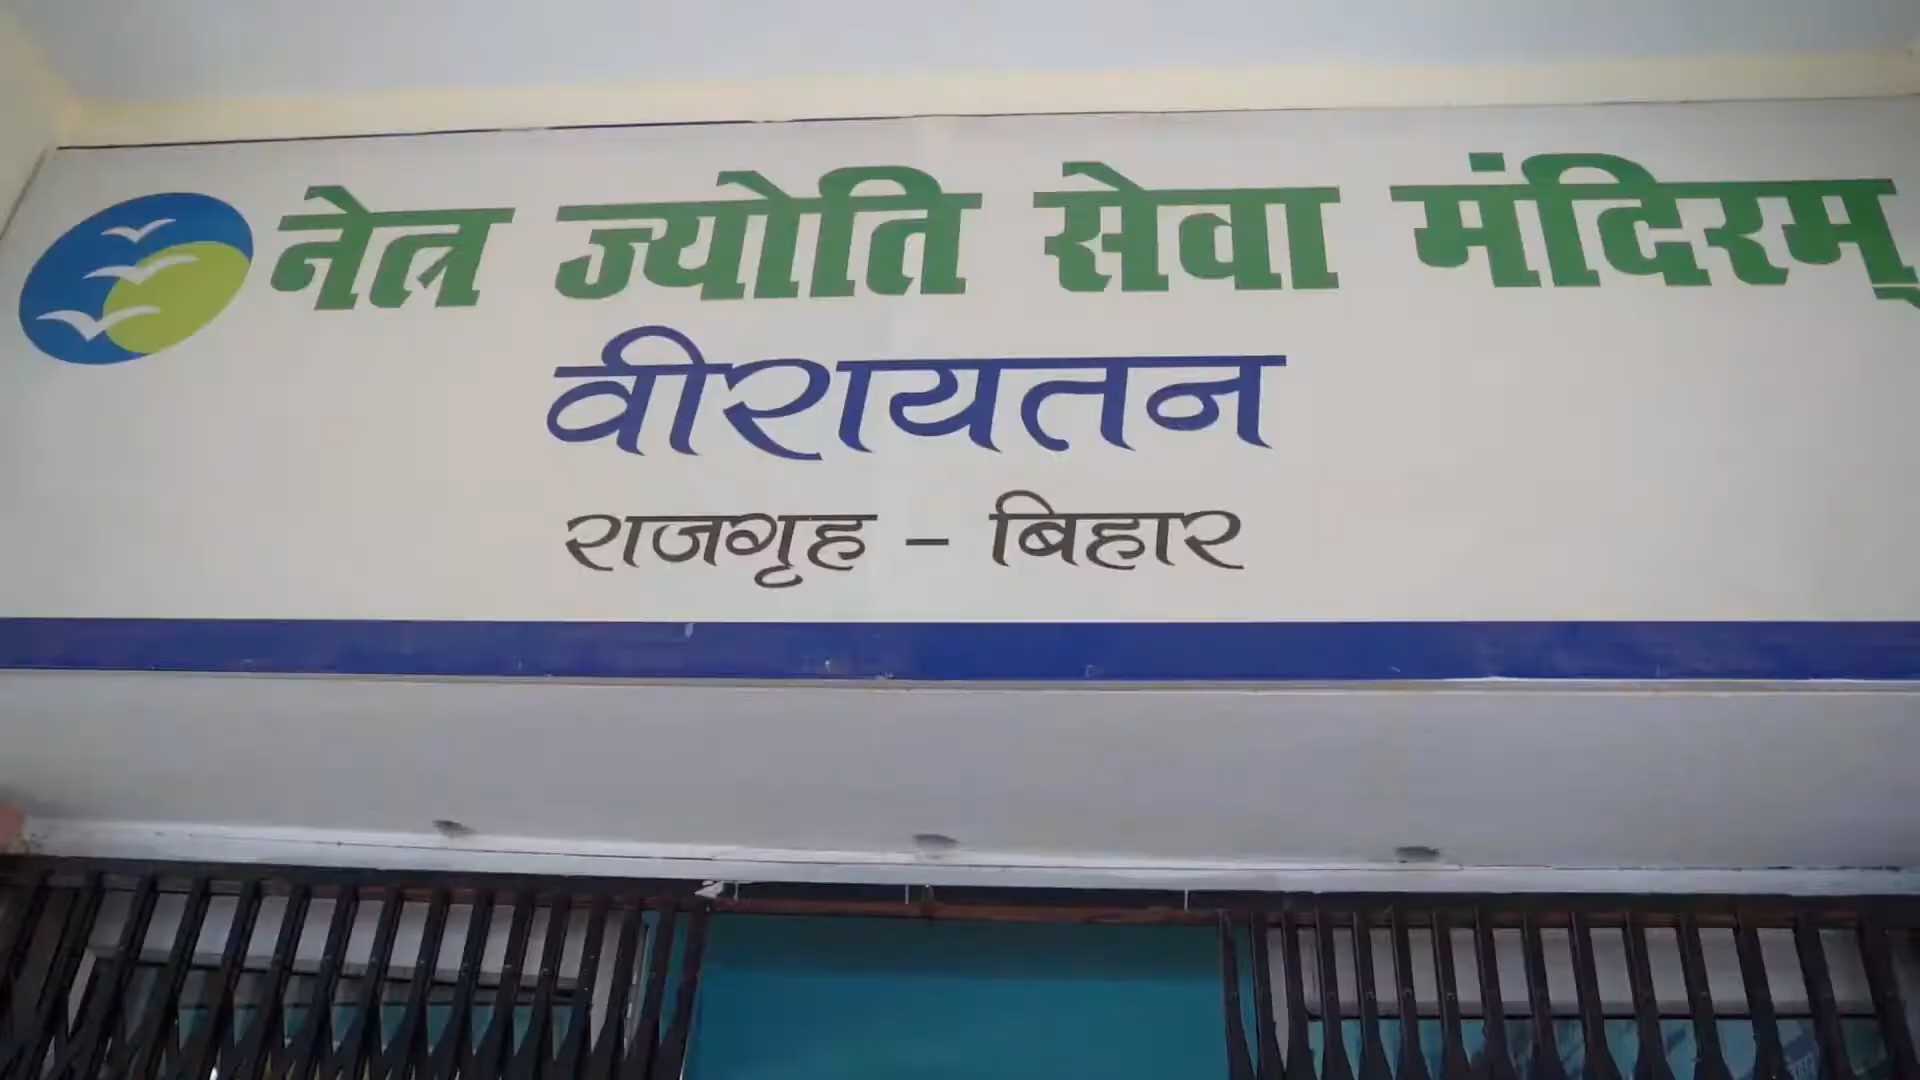 नेत्र ज्योति सेवा मंदिरम्
वीरायतन
राजगृह - बिहार